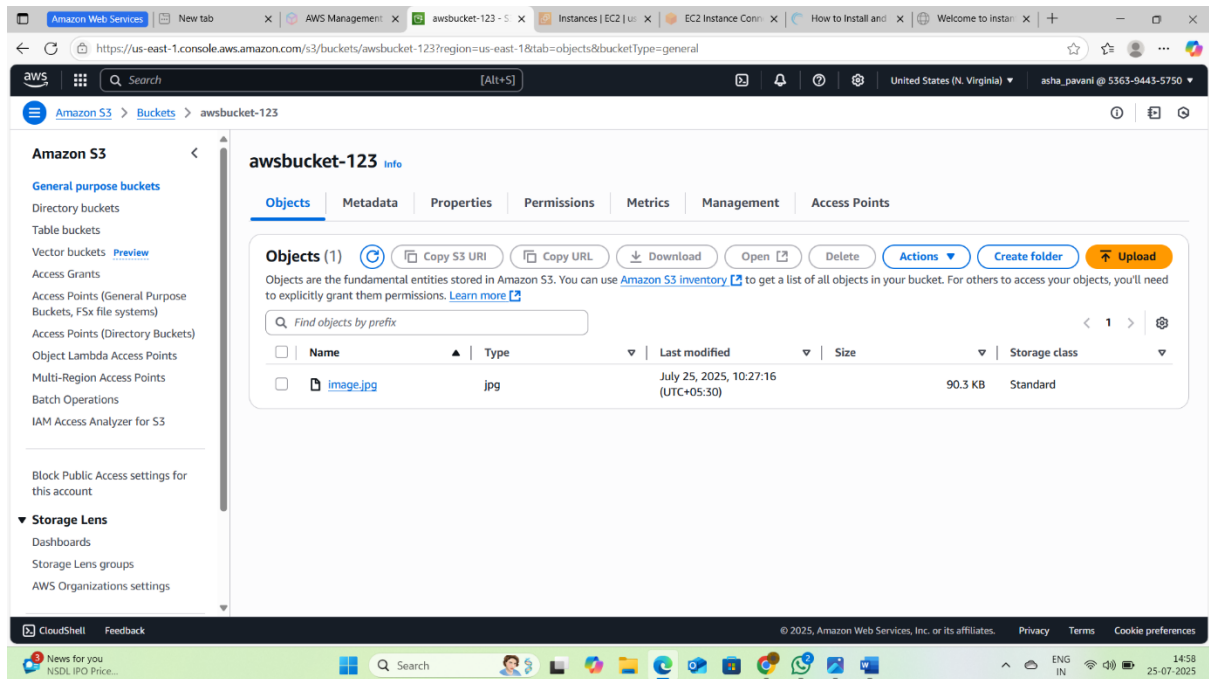 Amazon Web Services New tab AWS Management awsbucket-123 - S Instances | EC2 | us EC2 Instance Conn How to Install and Welcome to instan
https://us-east-1.console.aws.amazon.com/s3/buckets/awsbucket-123?region=us-east-1&tab=objects&bucketType=general
aws Search [Alt+S] United States (N. Virginia) ▼ asha_pavani @ 5363-9443-5750 ▼
Amazon S3 > Buckets > awsbucket-123
Amazon S3
General purpose buckets
Directory buckets
Table buckets
Vector buckets Preview
Access Grants
Access Points (General Purpose
Buckets, FSx file systems)
Access Points (Directory Buckets)
Object Lambda Access Points
Multi-Region Access Points
Batch Operations
IAM Access Analyzer for S3
Block Public Access settings for
this account
▼ Storage Lens
Dashboards
Storage Lens groups
AWS Organizations settings
awsbucket-123 Info
Objects Metadata Properties Permissions Metrics Management Access Points
Objects (1) Copy S3 URI Copy URL Download Open Delete Actions ▼ Create folder Upload
Objects are the fundamental entities stored in Amazon S3. You can use Amazon S3 inventory to get a list of all objects in your bucket. For others to access your objects, you'll need
to explicitly grant them permissions. Learn more
Find objects by prefix < 1 >
Name ▲ Type Last modified Size Storage class
image.jpg jpg July 25, 2025, 10:27:16 90.3 KB Standard
(UTC+05:30)
CloudShell Feedback © 2025, Amazon Web Services, Inc. or its affiliates. Privacy Terms Cookie preferences
3 News for you Search 2 ENG 14:58
NSDL IPO Price... IN 25-07-2025